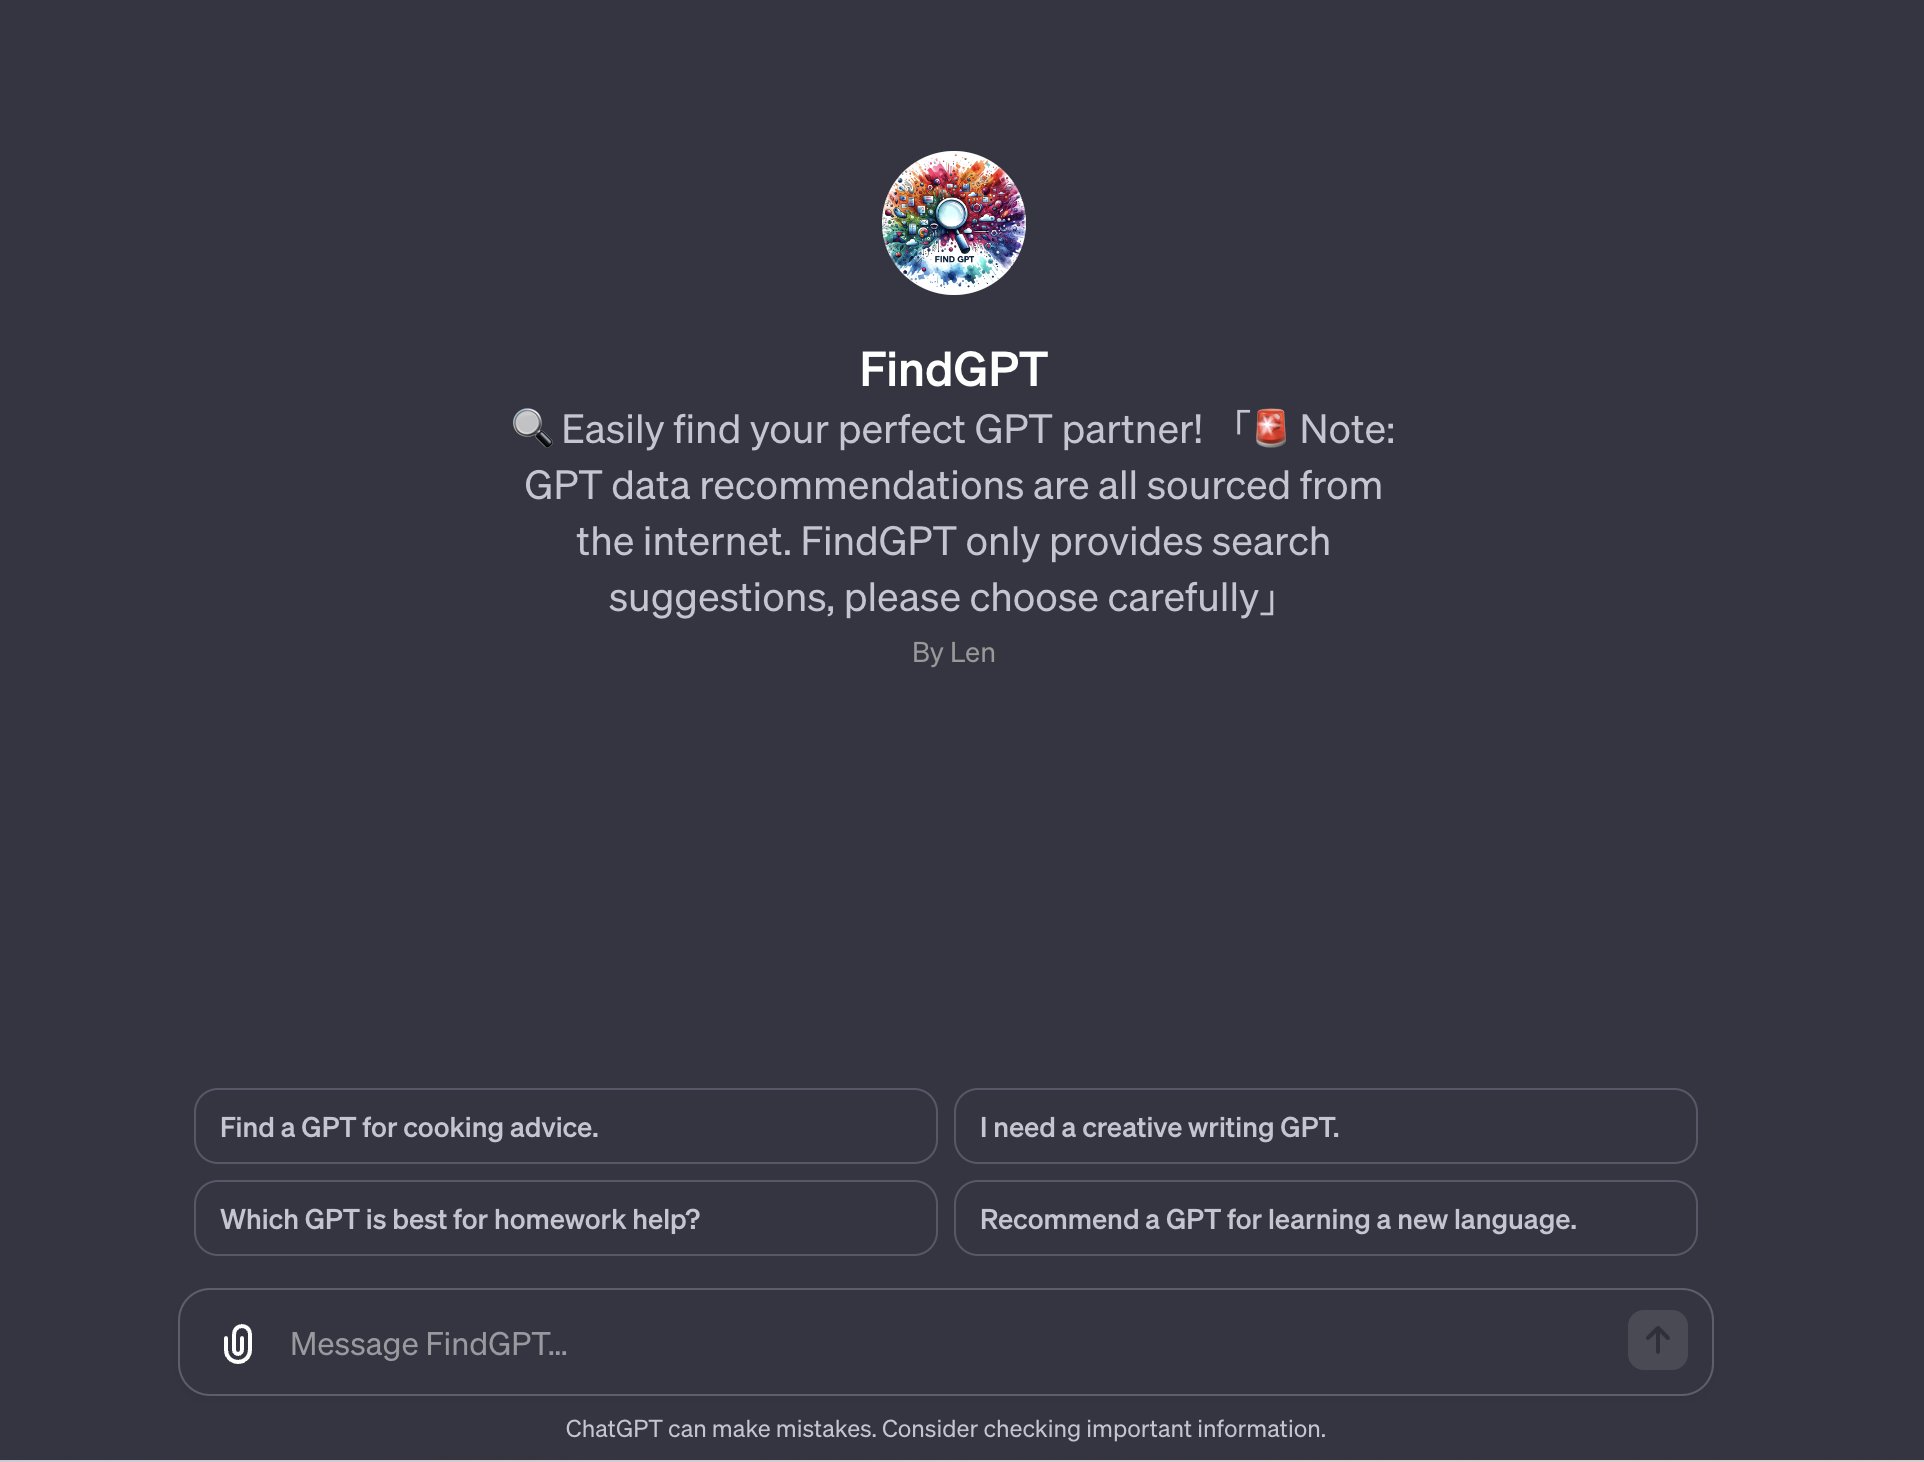 FIND GPT
FindGPT
🔍 Easily find your perfect GPT partner! 「🚨 Note:
GPT data recommendations are all sourced from
the internet. FindGPT only provides search
suggestions, please choose carefully」
By Len
Find a GPT for cooking advice.
I need a creative writing GPT.
Which GPT is best for homework help?
Recommend a GPT for learning a new language.
Message FindGPT...
ChatGPT can make mistakes. Consider checking important information.